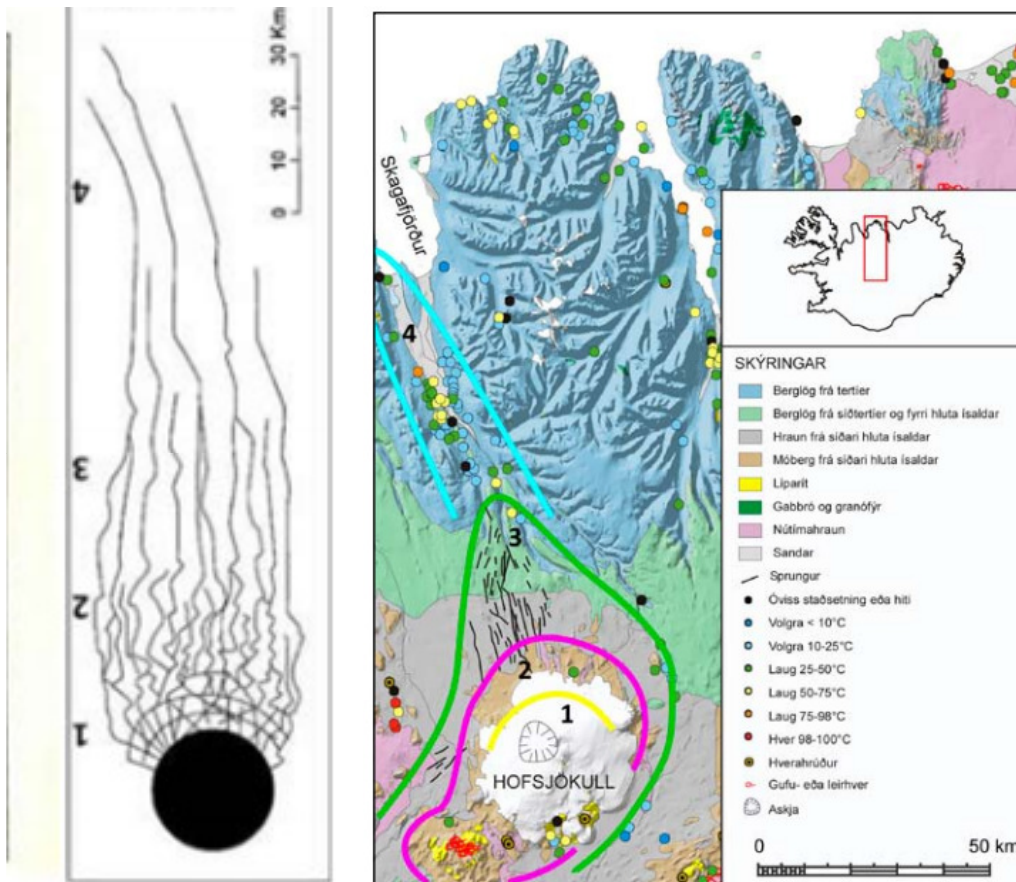 30 Km
20
10
0
4
3
2
1
Skagafjörður
4
3
2
1
HOFSJÖKULL
SKÝRINGAR
Berglög frá tertíer
Berglög frá síðtertíer og fyrri hluta ísaldar
Hraun frá síðari hluta ísaldar
Móberg frá síðari hluta ísaldar
Líparít
Gabbró og granófýr
Nútímahraun
Sandar
Sprungur
Óviss staðsetning eða hiti
Volgra < 10°C
Volgra 10-25°C
Laug 25-50°C
Laug 50-75°C
Laug 75-98°C
Hver 98-100°C
Hverahrúður
Gufu- eða leirhver
Askja
0 50 km